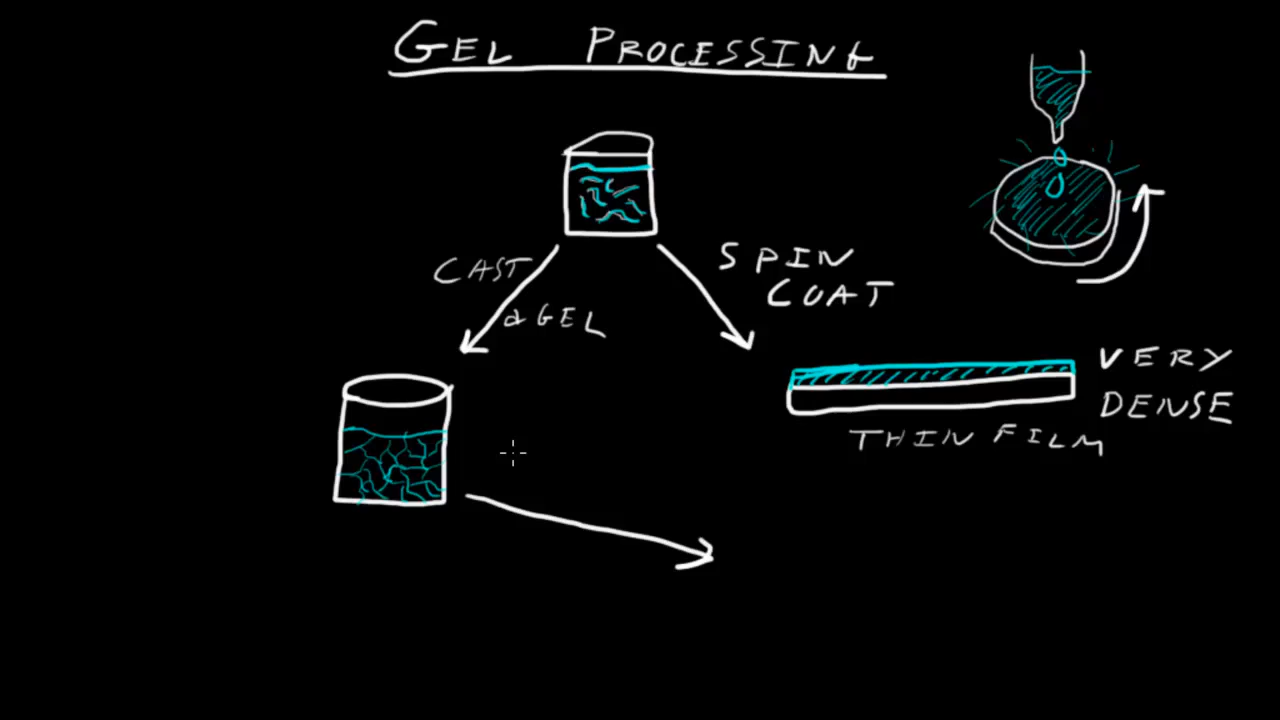 GEL PROCESSING
CAST
a GEL
SPIN
COAT
VERY
DENSE
THIN FILM